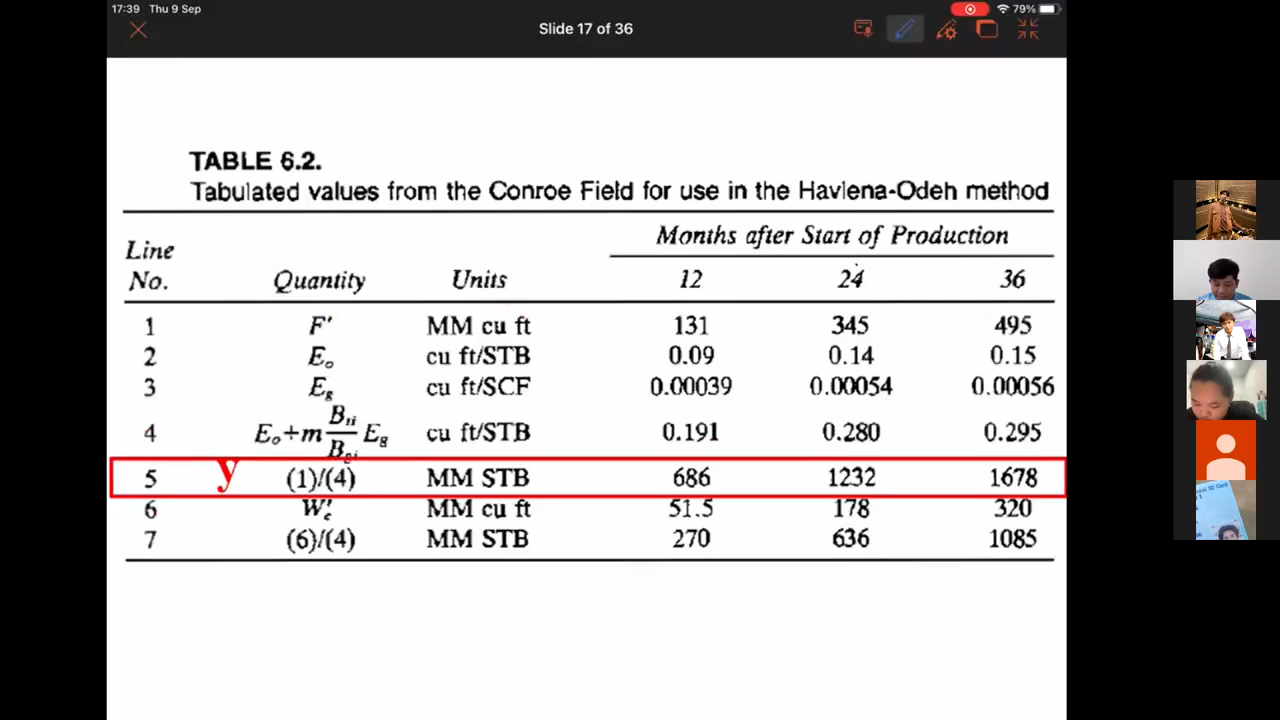 17:39 Thu 9 Sep
79%
Slide 17 of 36
TABLE 6.2.
Tabulated values from the Conroe Field for use in the Havlena-Odeh method
Months after Start of Production
Line No. Quantity Units 12 24 36
1 F' MM cu ft 131 345 495
2 Eo cu ft/STB 0.09 0.14 0.15
3 Eg cu ft/SCF 0.00039 0.00054 0.00056
4 Eo+m Bti/Bgi Eg cu ft/STB 0.191 0.280 0.295
5 y (1)/(4) MM STB 686 1232 1678
6 W'e MM cu ft 51.5 178 320
7 (6)/(4) MM STB 270 636 1085